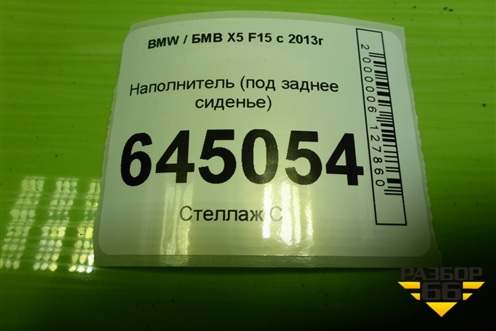 BMW / БМВ X5 F15 с 2013г
Наполнитель (под заднее
сиденье)
645054
Стеллаж С
2000006127860
РАЗБОР
66